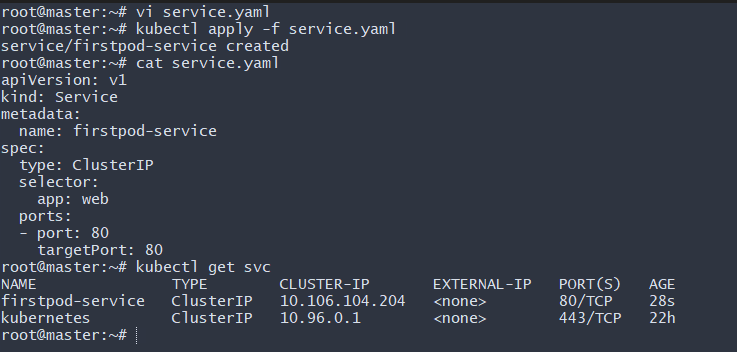 root@master:~# vi service.yaml
root@master:~# kubectl apply -f service.yaml
service/firstpod-service created
root@master:~# cat service.yaml
apiVersion: v1
kind: Service
metadata:
  name: firstpod-service
spec:
  type: ClusterIP
  selector:
    app: web
  ports:
  - port: 80
    targetPort: 80
root@master:~# kubectl get svc
NAME               TYPE        CLUSTER-IP       EXTERNAL-IP   PORT(S)   AGE
firstpod-service   ClusterIP   10.106.104.204   <none>        80/TCP    28s
kubernetes         ClusterIP   10.96.0.1        <none>        443/TCP   22h
root@master:~#